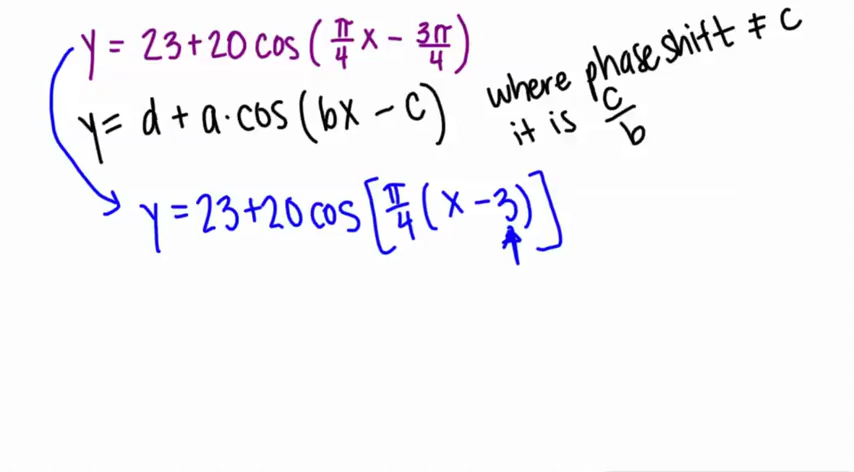 y = 23+20 cos(π/4 x − 3π/4)
y = d + a·cos(bx − c)
where phase shift ≠ c
it is c/b
y = 23+20 cos[π/4(x − 3)]